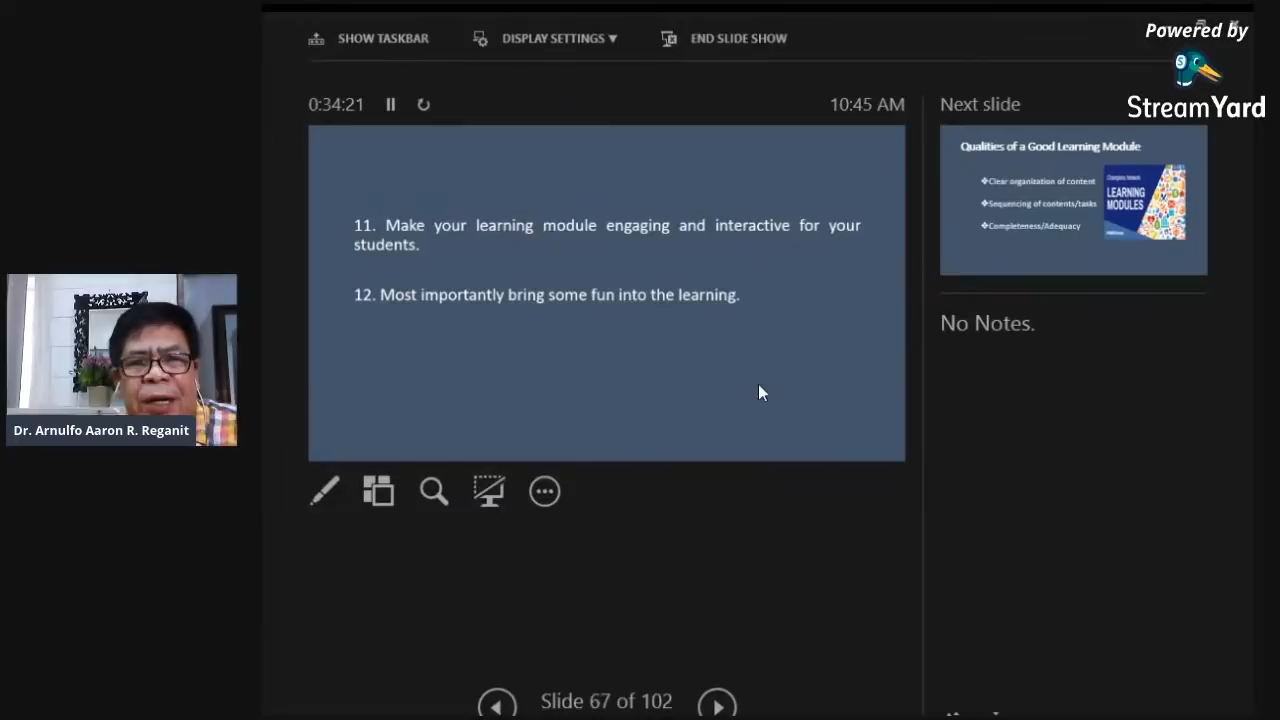 SHOW TASKBAR
DISPLAY SETTINGS ▼
END SLIDE SHOW
Powered by
StreamYard
0:34:21
10:45 AM
Next slide
11. Make your learning module engaging and interactive for your
students.
12. Most importantly bring some fun into the learning.
Qualities of a Good Learning Module
❖Clear organization of content
❖Sequencing of contents/tasks
❖Completeness/Adequacy
LEARNING
MODULES
No Notes.
Dr. Arnulfo Aaron R. Reganit
Slide 67 of 102